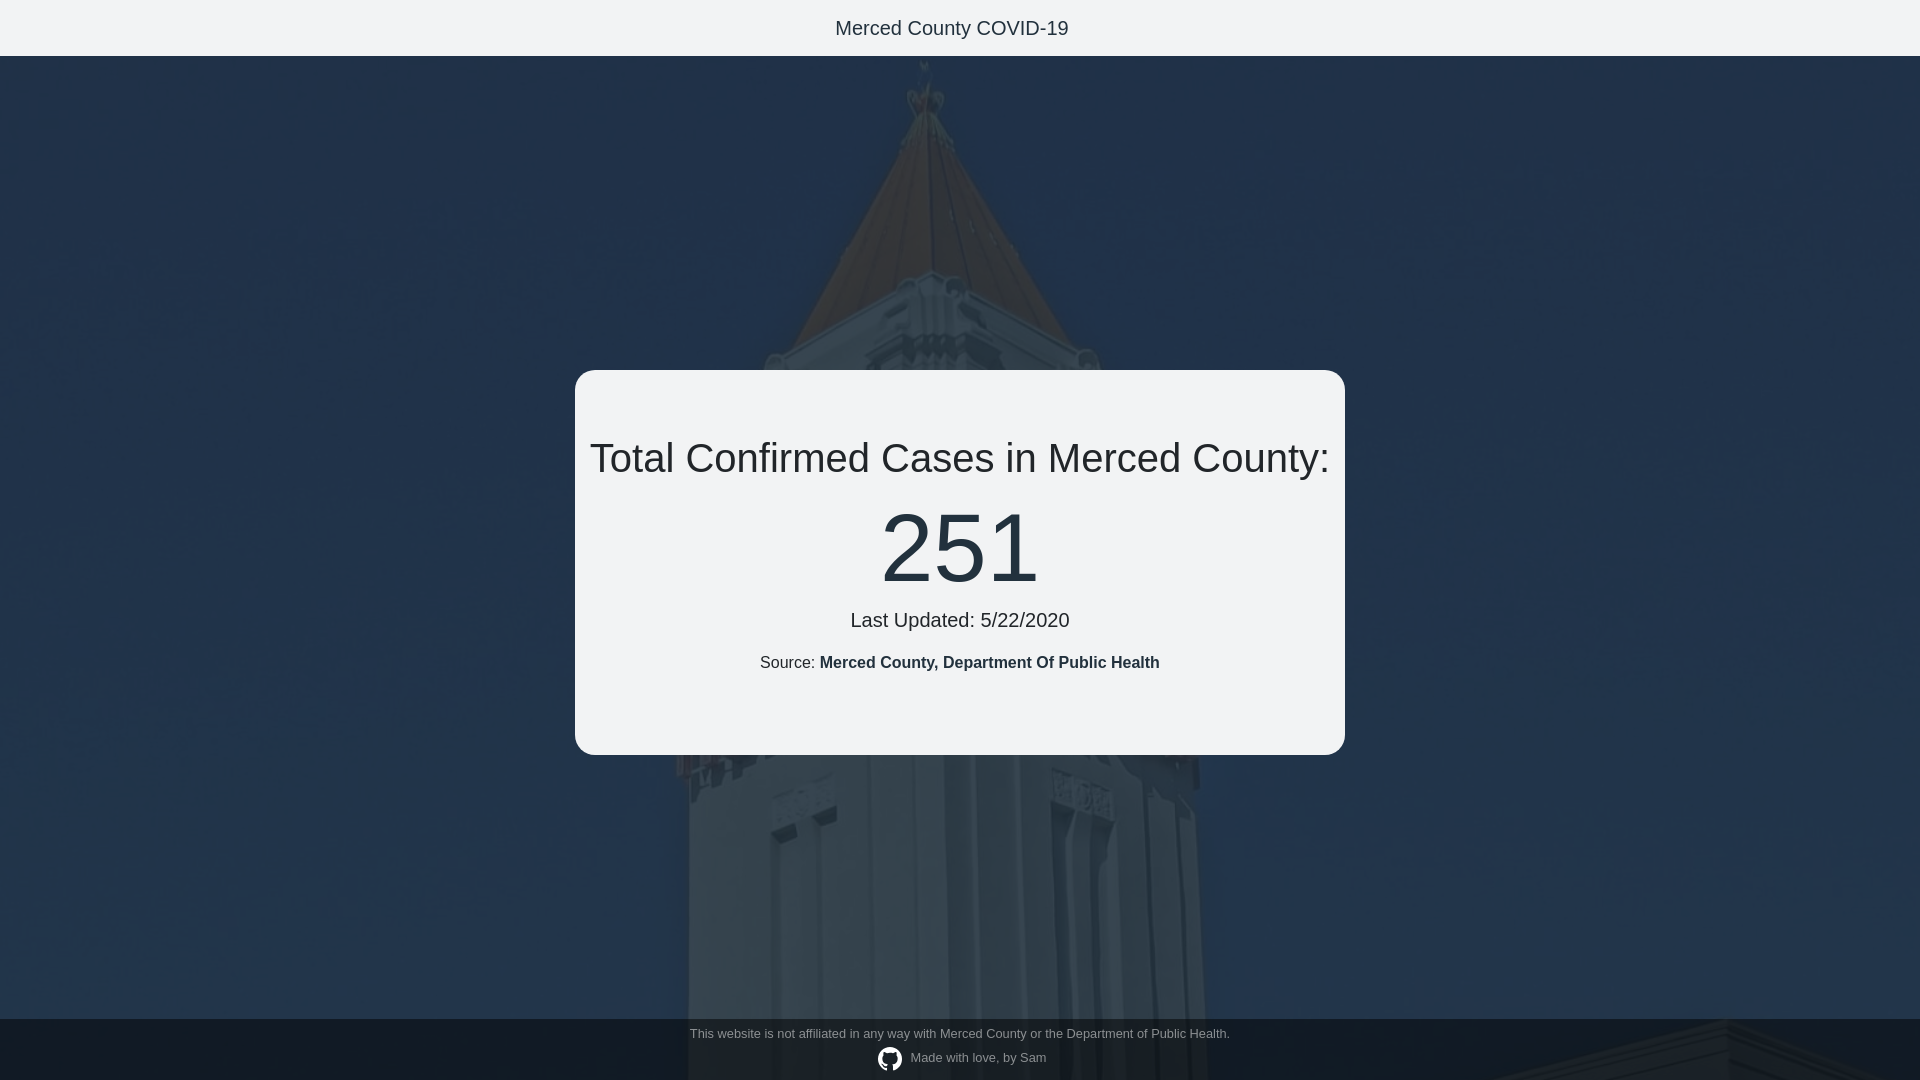 Merced County COVID-19
Total Confirmed Cases in Merced County:
251
Last Updated: 5/22/2020
Source: Merced County, Department Of Public Health
This website is not affiliated in any way with Merced County or the Department of Public Health.
Made with love, by Sam